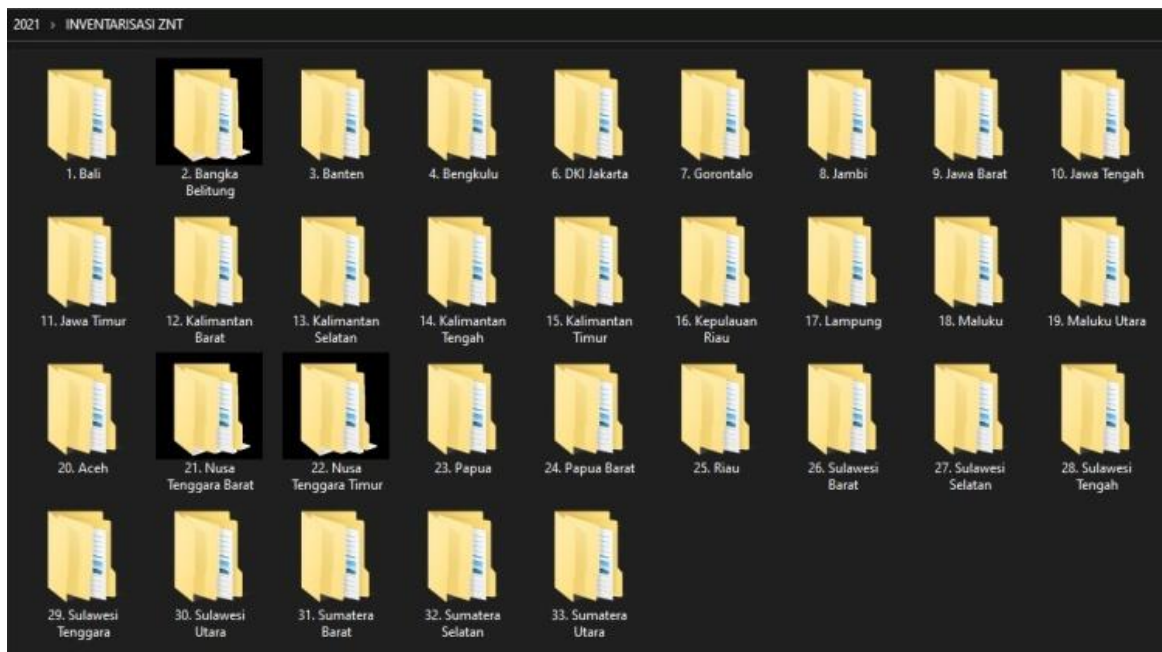 2021 > INVENTARISASI ZNT
1. Bali
2. Bangka
Belitung
3. Banten
4. Bengkulu
6. DKI Jakarta
7. Gorontalo
8. Jambi
9. Jawa Barat
10. Jawa Tengah
11. Jawa Timur
12. Kalimantan
Barat
13. Kalimantan
Selatan
14. Kalimantan
Tengah
15. Kalimantan
Timur
16. Kepulauan
Riau
17. Lampung
18. Maluku
19. Maluku Utara
20. Aceh
21. Nusa
Tenggara Barat
22. Nusa
Tenggara Timur
23. Papua
24. Papua Barat
25. Riau
26. Sulawesi
Barat
27. Sulawesi
Selatan
28. Sulawesi
Tengah
29. Sulawesi
Tenggara
30. Sulawesi
Utara
31. Sumatera
Barat
32. Sumatera
Selatan
33. Sumatera
Utara